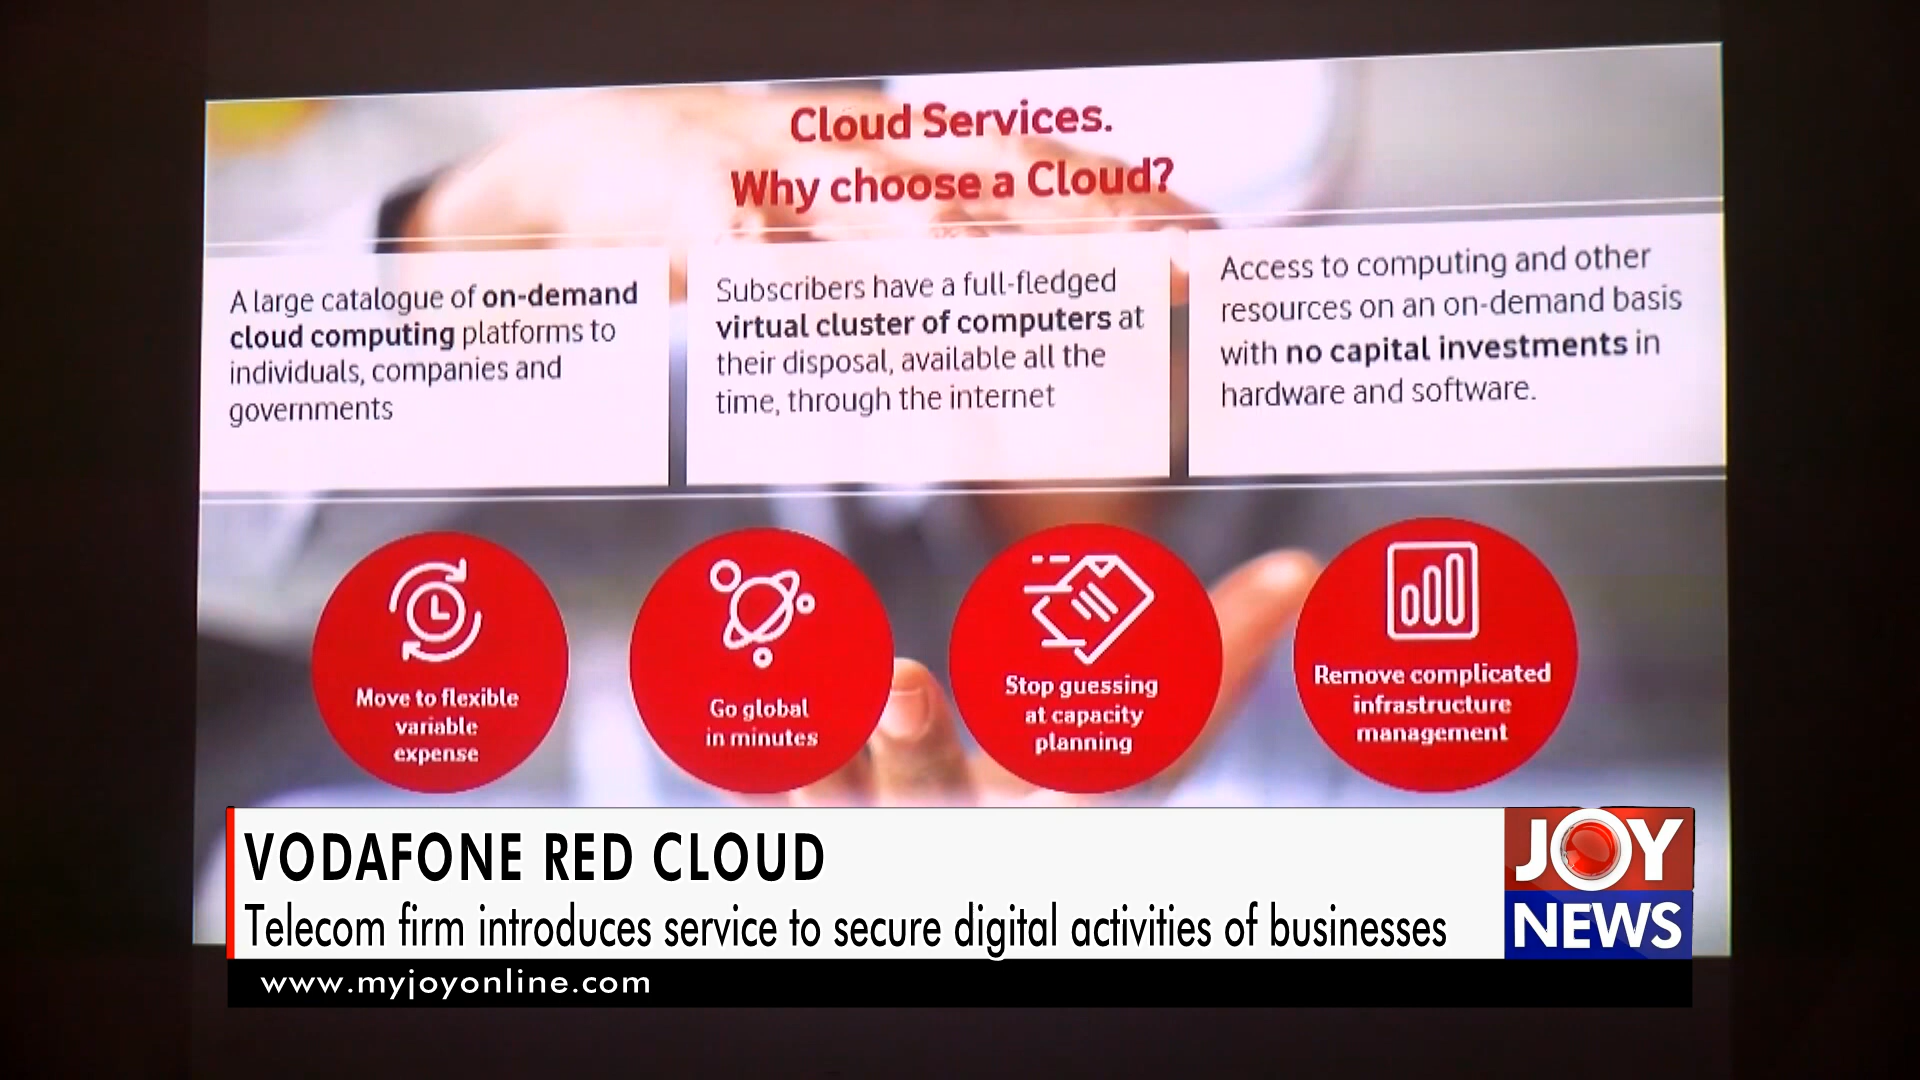 Cloud Services.
Why choose a Cloud?
A large catalogue of on-demand
cloud computing platforms to
individuals, companies and
governments
Subscribers have a full-fledged
virtual cluster of computers at
their disposal, available all the
time, through the internet
Access to computing and other
resources on an on-demand basis
with no capital investments in
hardware and software.
Move to flexible
variable
expense
Go global
in minutes
Stop guessing
at capacity
planning
Remove complicated
infrastructure
management
VODAFONE RED CLOUD
Telecom firm introduces service to secure digital activities of businesses
JOY
NEWS
www.myjoyonline.com